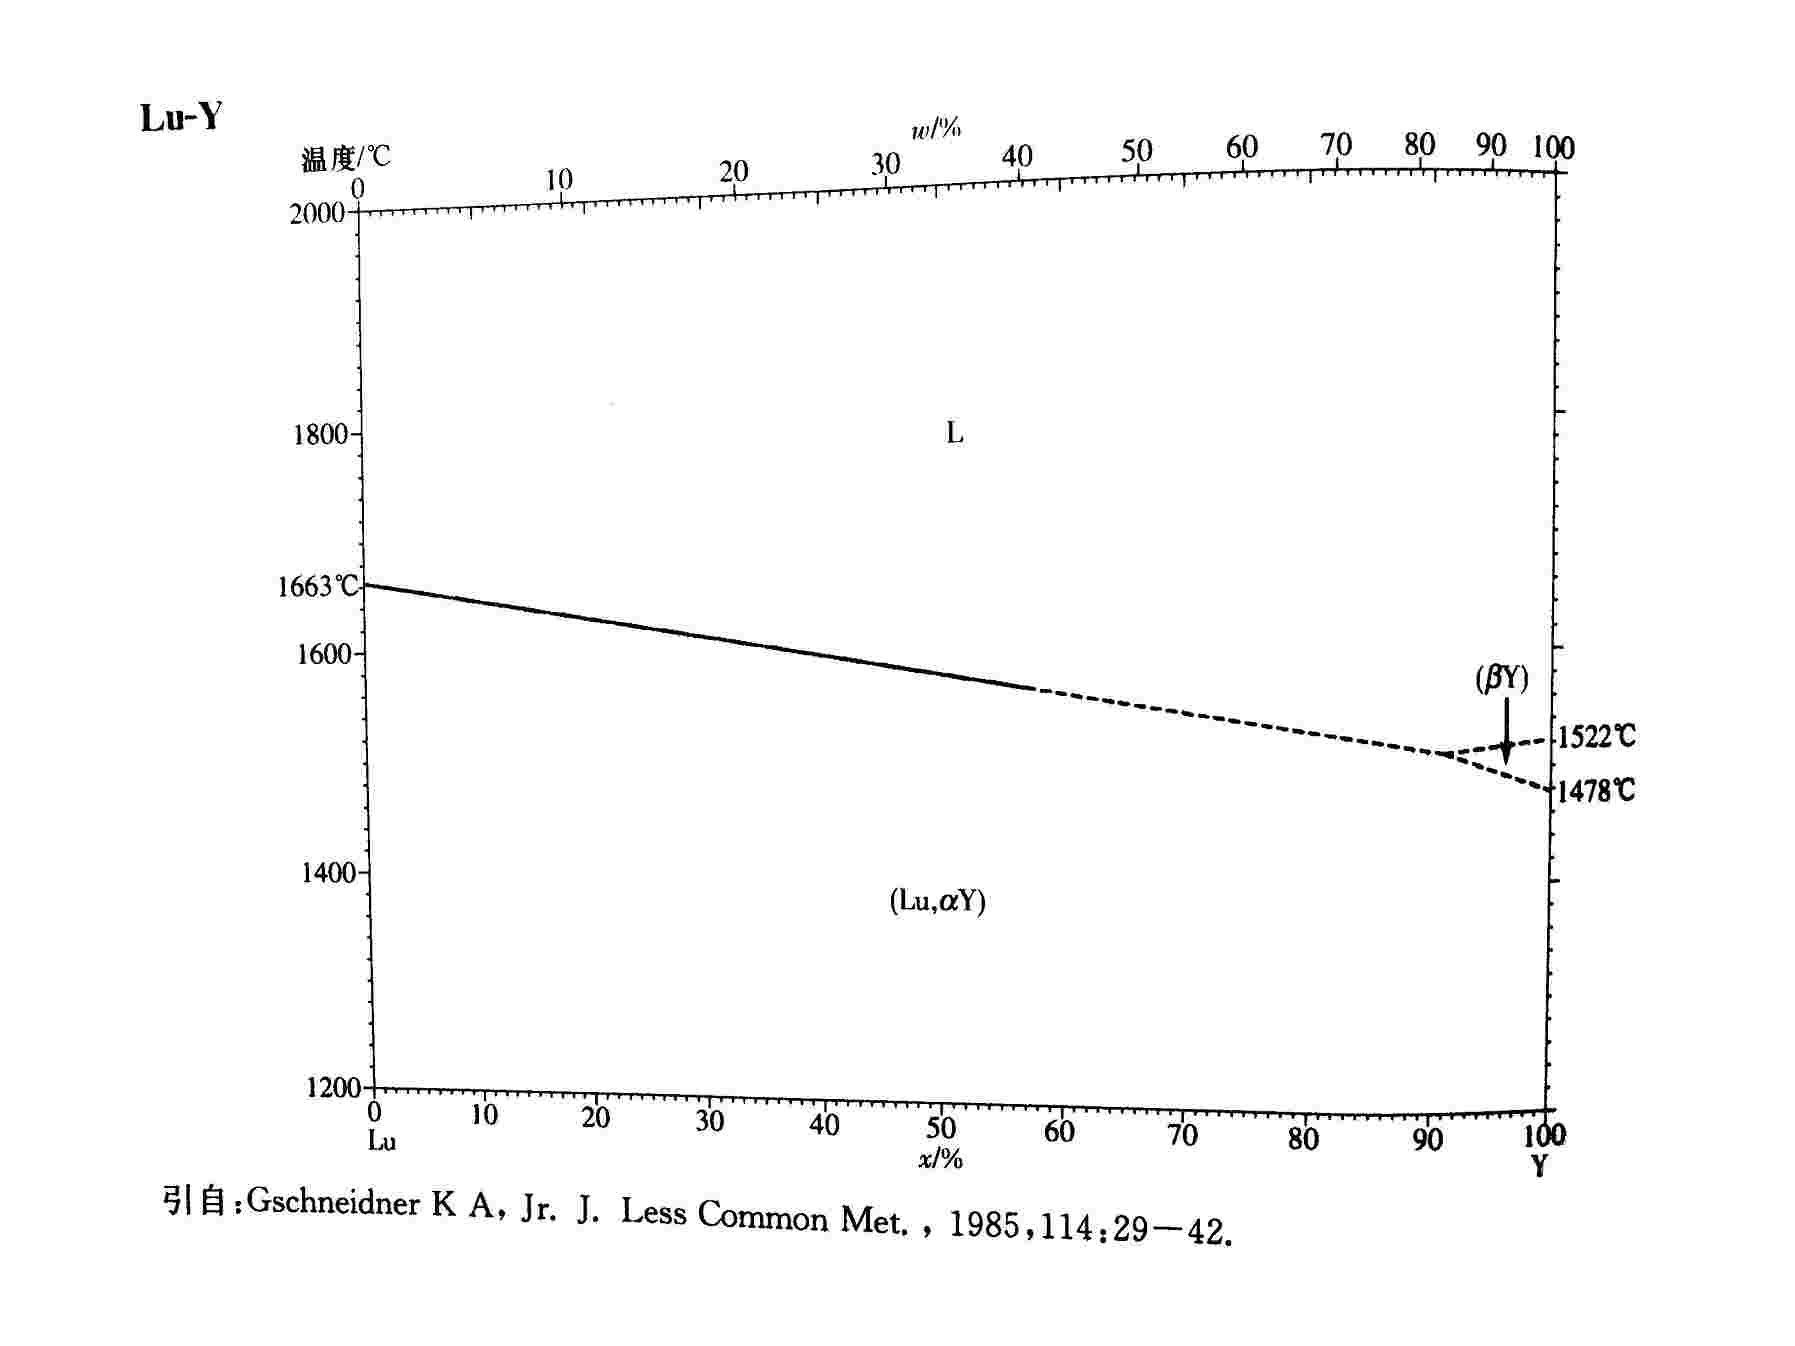 Lu-Y
w/%
温度/℃
0 10 20 30 40 50 60 70 80 90 100
2000
1800
L
1663℃
1600
(βY)
1522℃
1478℃
1400
(Lu,αY)
1200
0 10 20 30 40 50 60 70 80 90 100
Lu x/% Y
引自:Gschneidner K A, Jr. J. Less Common Met. , 1985,114:29—42.